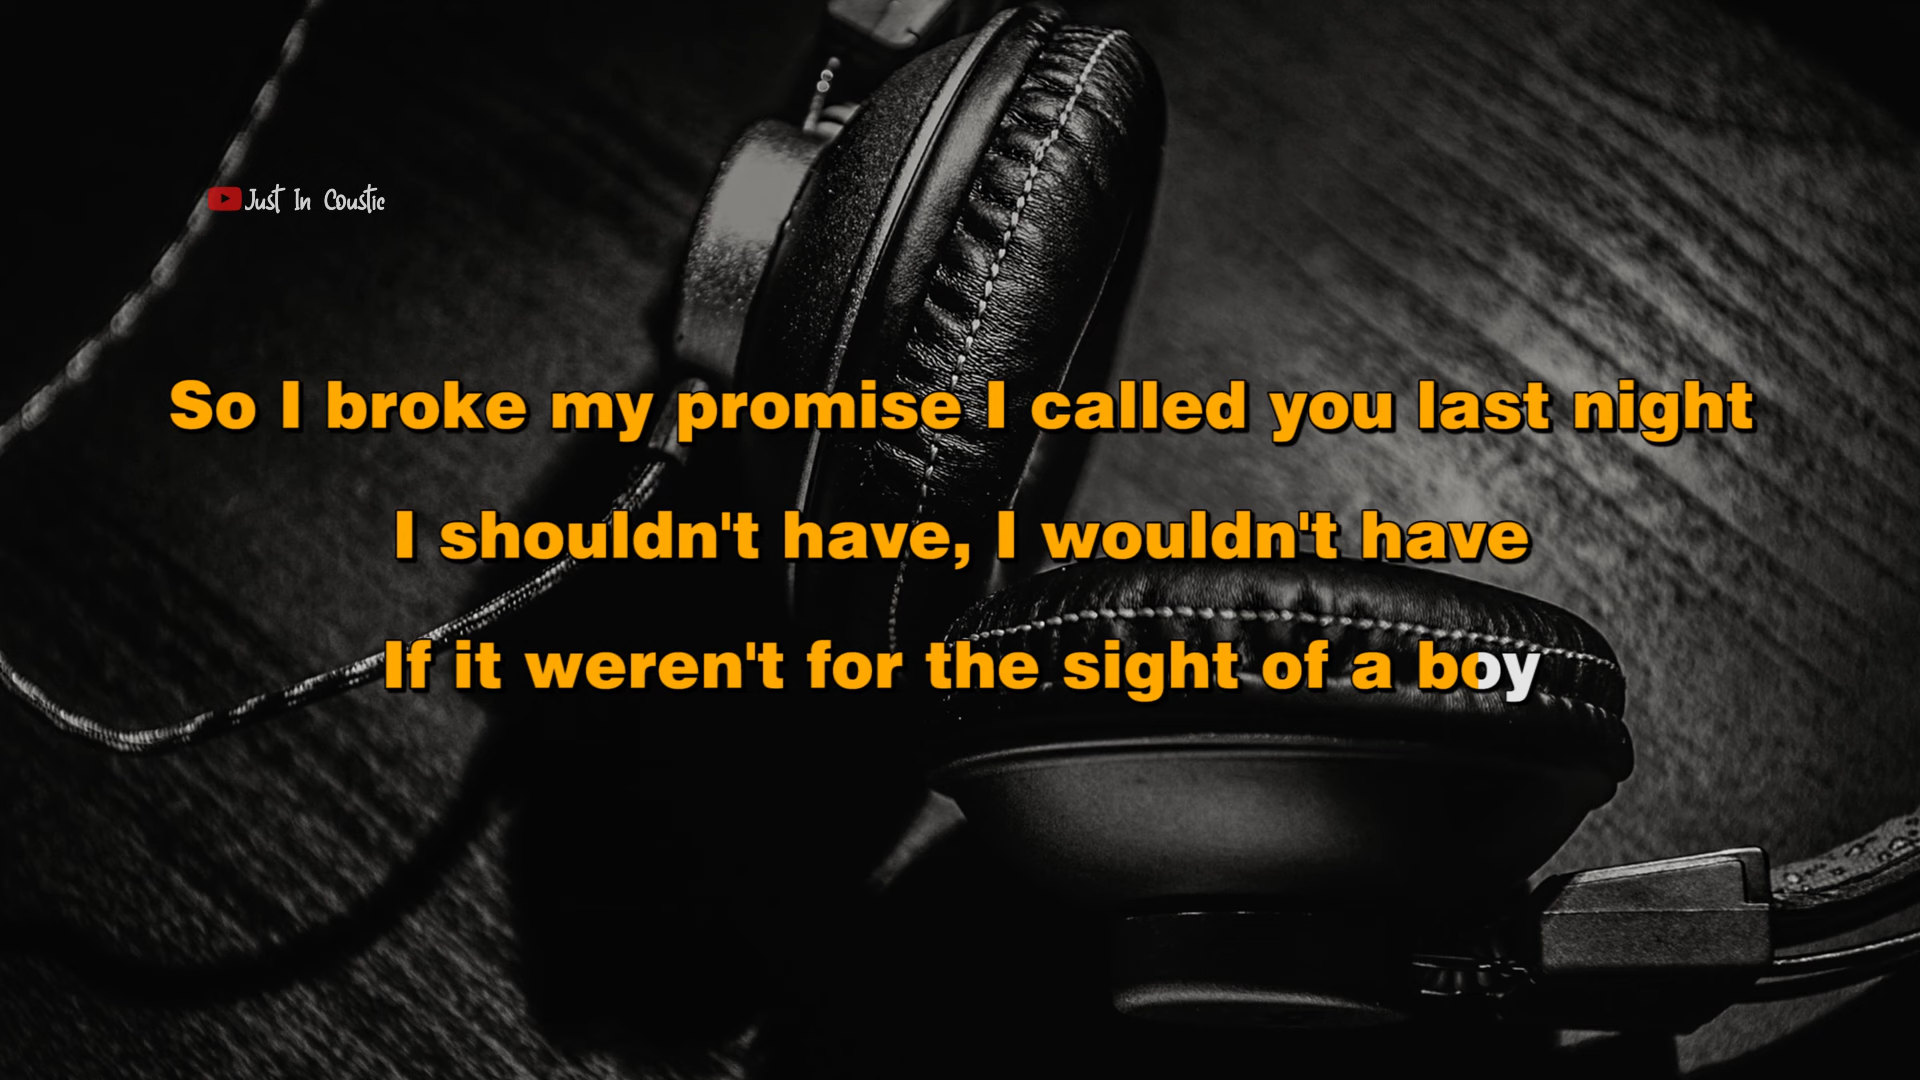 Just In Coustic
So I broke my promise I called you last night
I shouldn't have, I wouldn't have
If it weren't for the sight of a boy